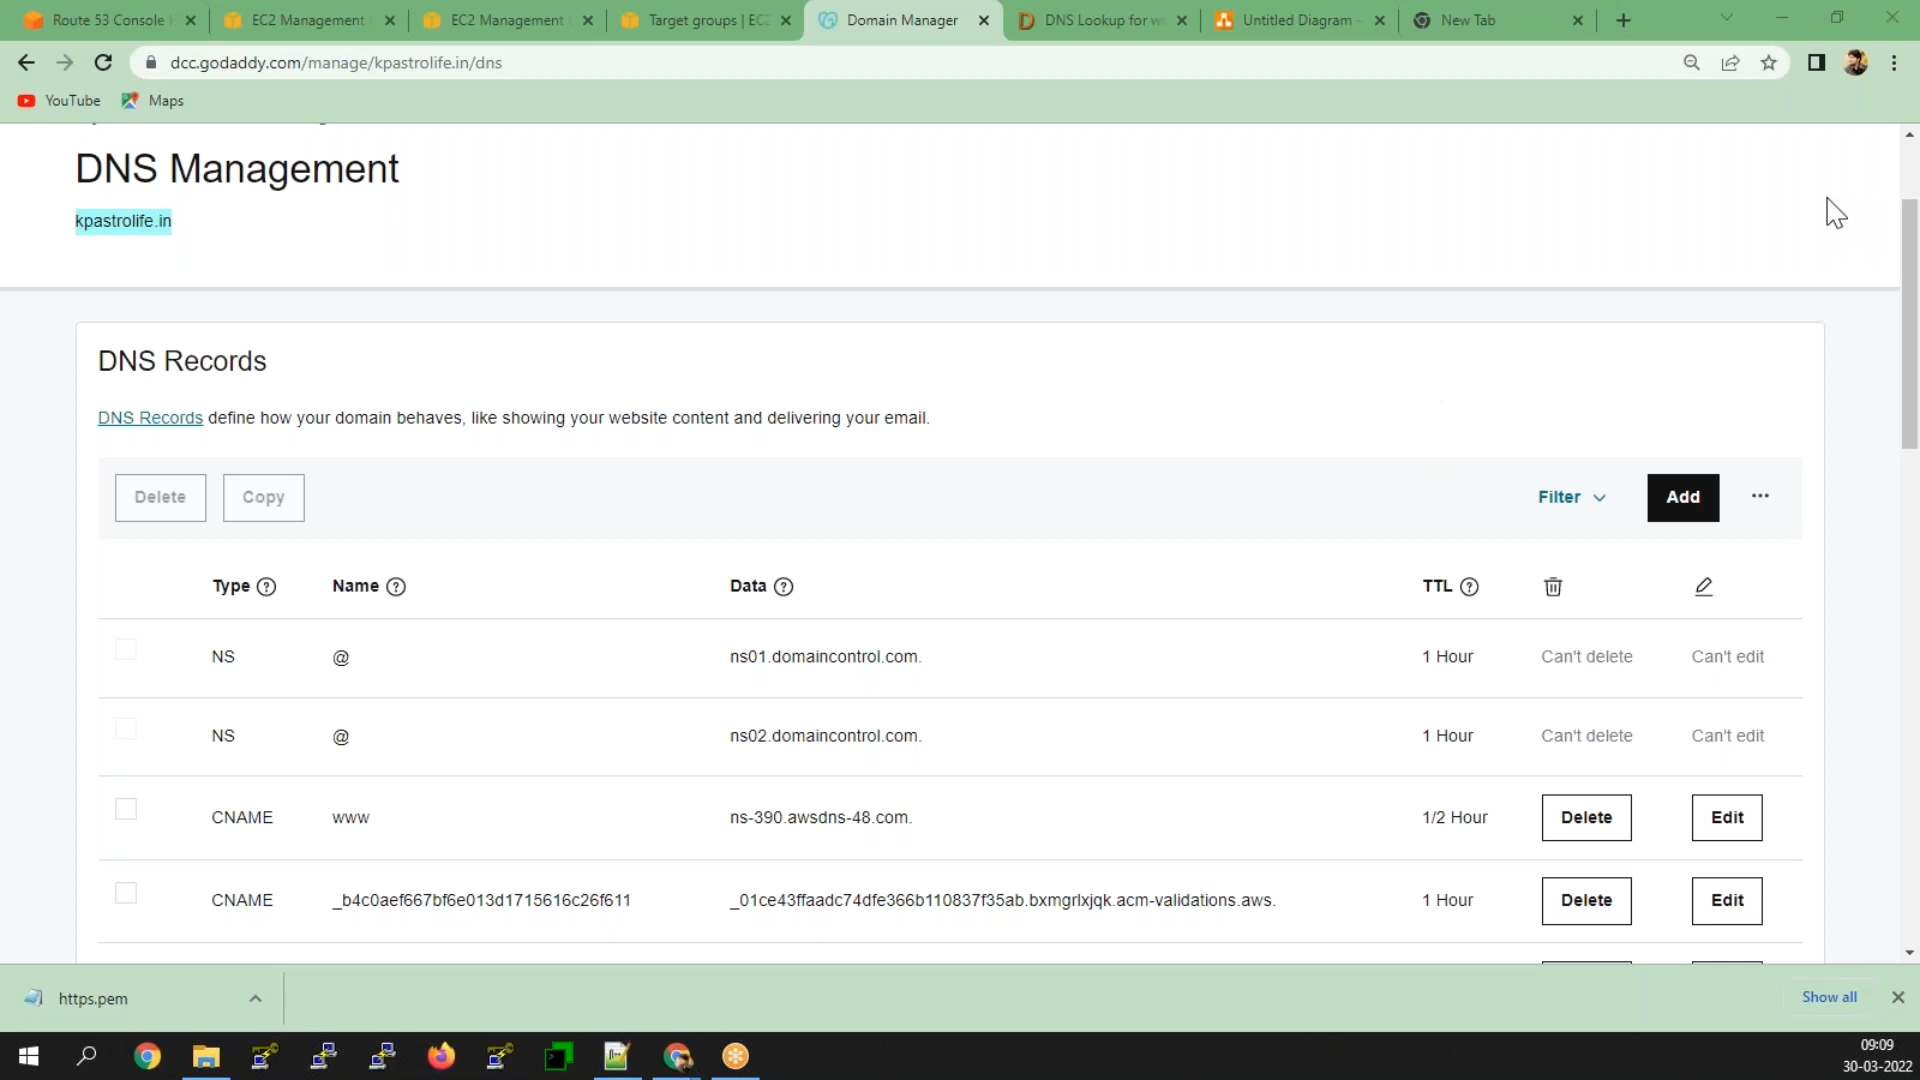 Route 53 Console
EC2 Management
EC2 Management
Target groups | EC2
Domain Manager
DNS Lookup for w
Untitled Diagram -
New Tab
dcc.godaddy.com/manage/kpastrolife.in/dns
YouTube
Maps
DNS Management
kpastrolife.in
DNS Records
DNS Records define how your domain behaves, like showing your website content and delivering your email.
Delete Copy Filter Add ...
Type ? Name ? Data ? TTL ?
NS @ ns01.domaincontrol.com. 1 Hour Can't delete Can't edit
NS @ ns02.domaincontrol.com. 1 Hour Can't delete Can't edit
CNAME www ns-390.awsdns-48.com. 1/2 Hour Delete Edit
CNAME _b4c0aef667bf6e013d1715616c26f611 _01ce43ffaadc74dfe366b110837f35ab.bxmgrlxjqk.acm-validations.aws. 1 Hour Delete Edit
https.pem
Show all
09:09
30-03-2022